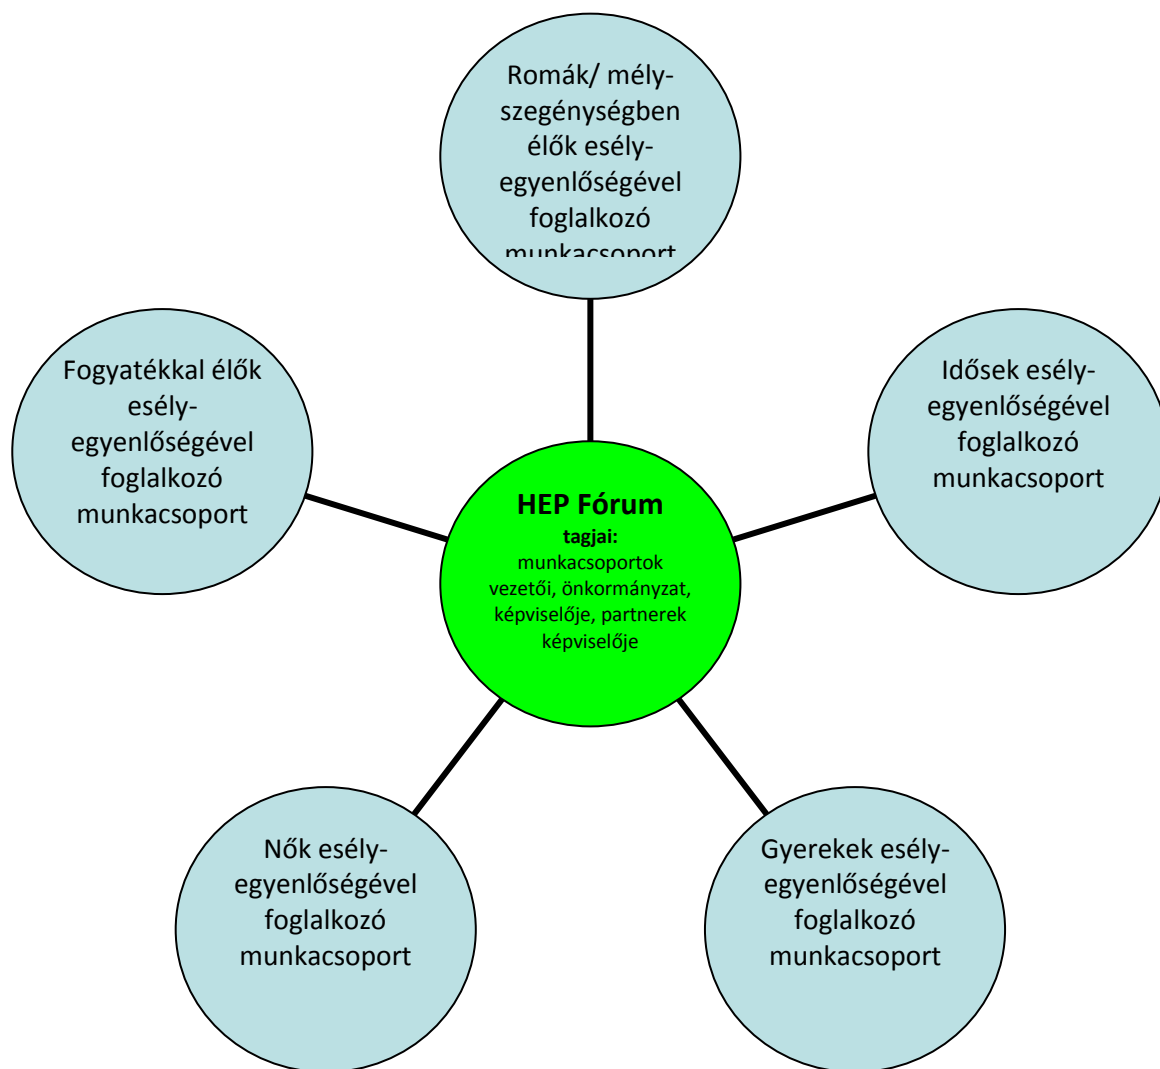 Romák/ mély-
szegénységben
élők esély-
egyenlőségével
foglalkozó
munkacsoport
Fogyatékkal élők
esély-
egyenlőségével
foglalkozó
munkacsoport
Idősek esély-
egyenlőségével
foglalkozó
munkacsoport
HEP Fórum
tagjai:
munkacsoportok
vezetői, önkormányzat,
képviselője, partnerek
képviselője
Nők esély-
egyenlőségével
foglalkozó
munkacsoport
Gyerekek esély-
egyenlőségével
foglalkozó
munkacsoport